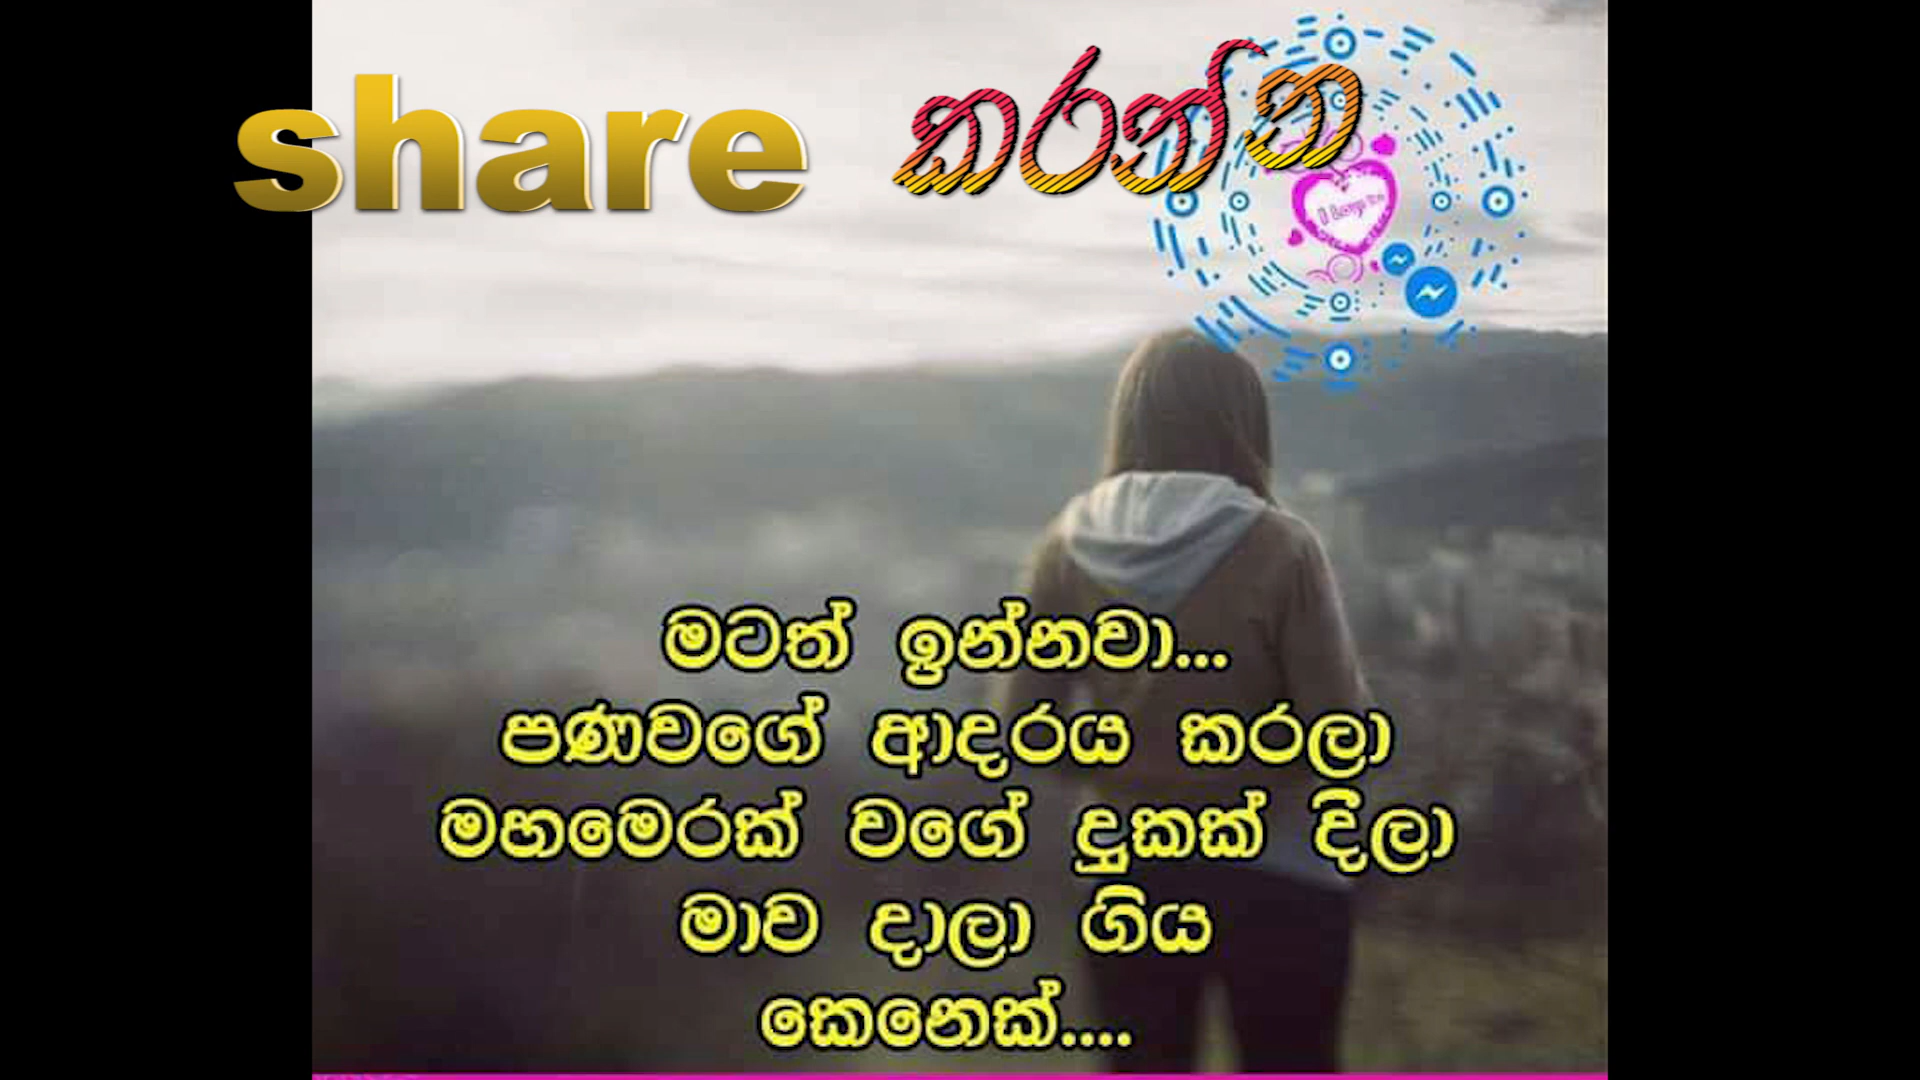 share කරන්න
මටත් ඉන්නවා...
පණවගේ ආදරය කරලා
මහමෙරක් වගේ දුකක් දීලා
මාව දාලා ගිය
කෙනෙක්....